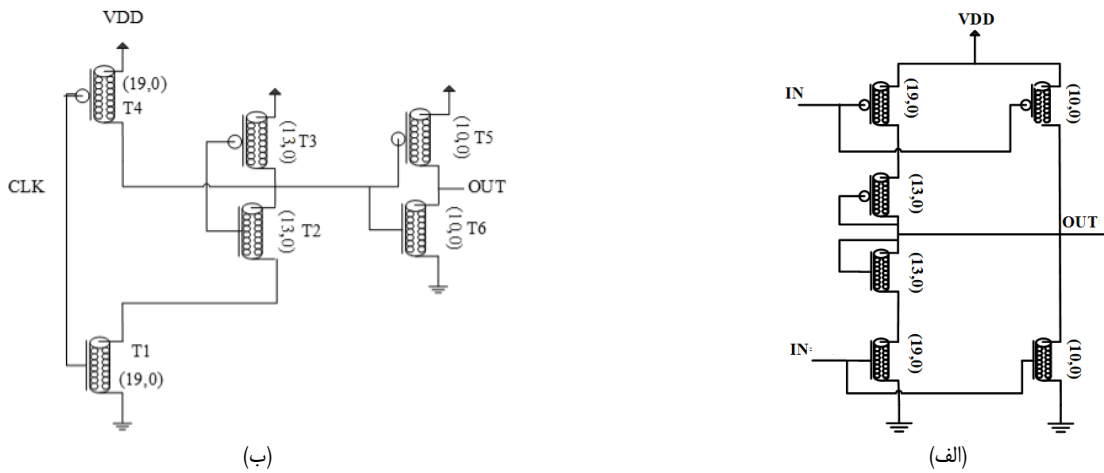 VDD
(19,0)
T4
(13,0)
T3
(10,0)
T5
CLK
OUT
(13,0)
T2
(10,0)
T6
T1
(19,0)
(ب)
VDD
IN
(19,0)
(10,0)
(13,0)
OUT
(13,0)
IN
(19,0)
(10,0)
(الف)